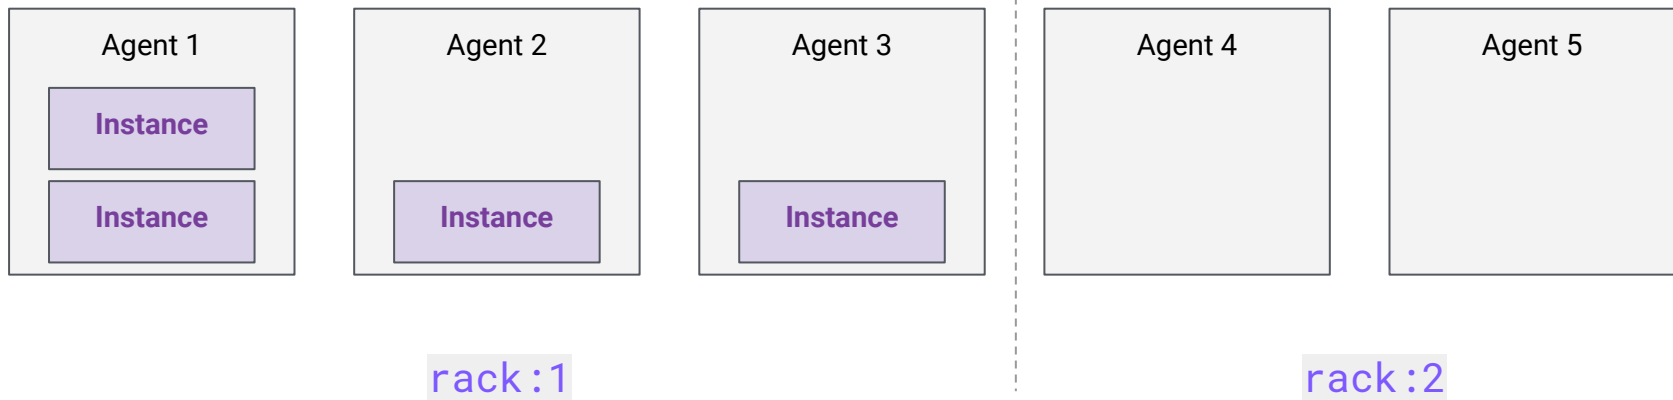 Agent 1
Instance
Instance
Agent 2
Instance
Agent 3
Instance
Agent 4
Agent 5
rack:1
rack:2